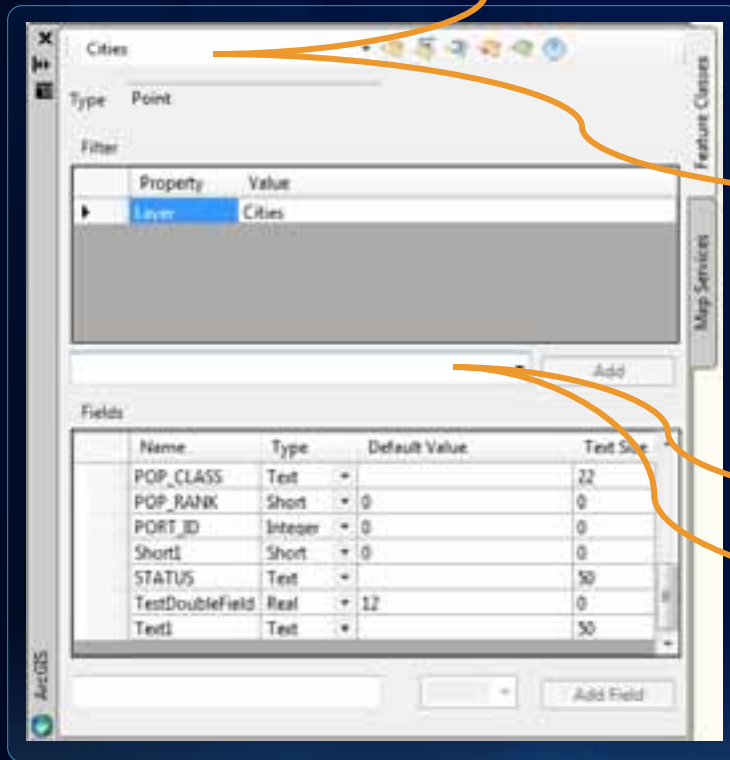 Cities
Type Point
Filter
Property Value
Layer Cities
Add
Fields
Name Type Default Value Text Size
POP_CLASS Text 22
POP_RANK Short 0 0
PORT_ID Integer 0 0
Short1 Short 0 0
STATUS Text 50
TestDoubleField Real 12 0
Text1 Text 50
Add Field
Feature Classes
Map Services
ArcGIS